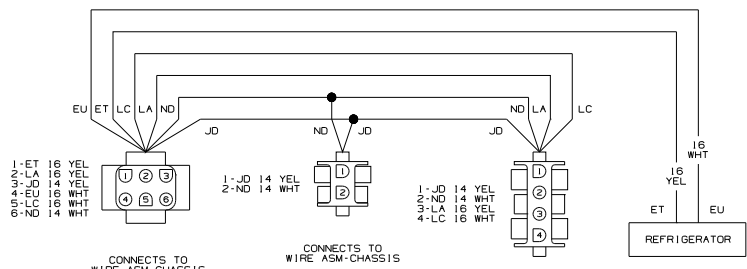 EU ET LC LA ND
JD
ND JD
JD
ND LA LC
16
WHT
16
YEL
ET EU
REFRIGERATOR
1-ET 16 YEL
2-LA 16 YEL
3-JD 14 YEL
4-EU 16 WHT
5-LC 16 WHT
6-ND 14 WHT
1 2 3
4 5 6
CONNECTS TO
WIRE ASM-CHASSIS
1-JD 14 YEL
2-ND 14 WHT
1
2
CONNECTS TO
WIRE ASM-CHASSIS
1-JD 14 YEL
2-ND 14 WHT
3-LA 16 YEL
4-LC 16 WHT
1
2
3
4